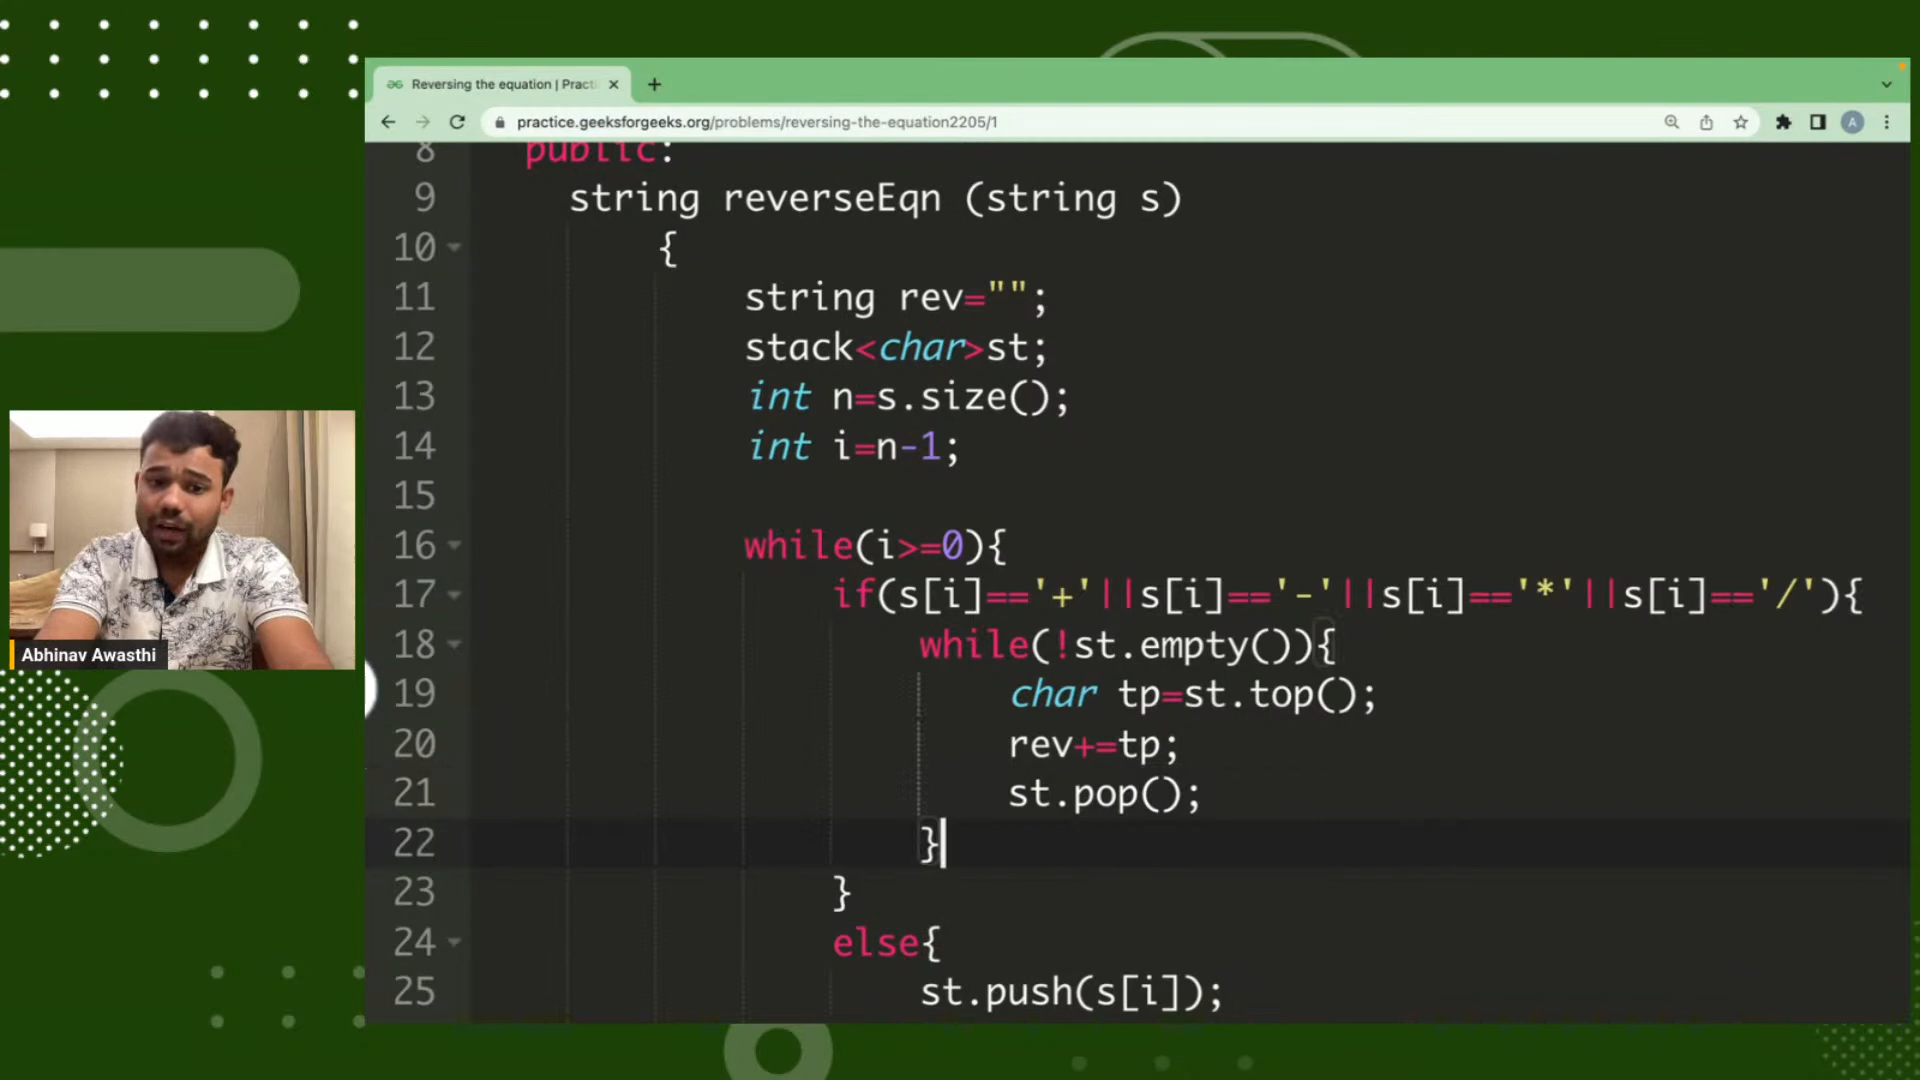 Reversing the equation | Practi
practice.geeksforgeeks.org/problems/reversing-the-equation2205/1
A
8 public:
9 string reverseEqn (string s)
10 {
11 string rev="";
12 stack<char>st;
13 int n=s.size();
14 int i=n-1;
15
16 while(i>=0){
17 if(s[i]=='+'||s[i]=='-'||s[i]=='*'||s[i]=='/'){
18 while(!st.empty()){
19 char tp=st.top();
20 rev+=tp;
21 st.pop();
22 }
23 }
24 else{
25 st.push(s[i]);
Abhinav Awasthi